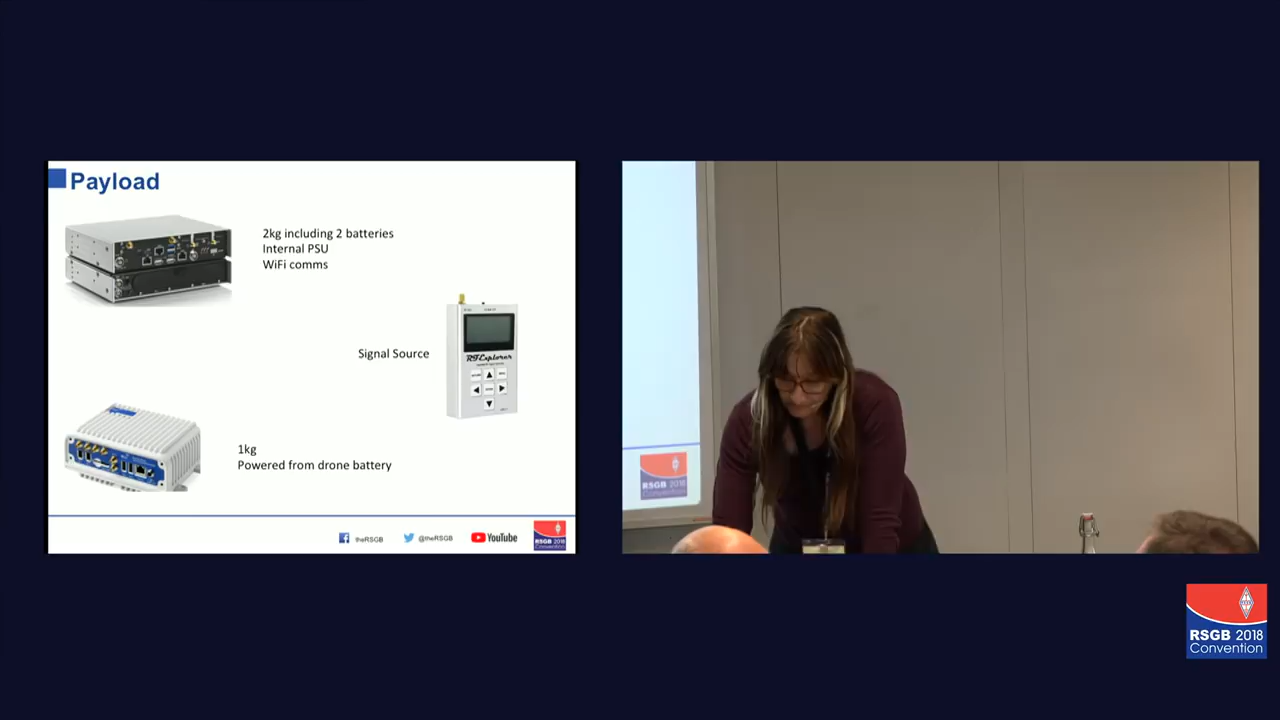 Payload
2kg including 2 batteries
Internal PSU
WiFi comms
RF Explorer
Signal Source
1kg
Powered from drone battery
theRSGB
@theRSGB
YouTube
RSGB 2018
Convention
RSGB 2018
Convention
RSGB 2018
Convention